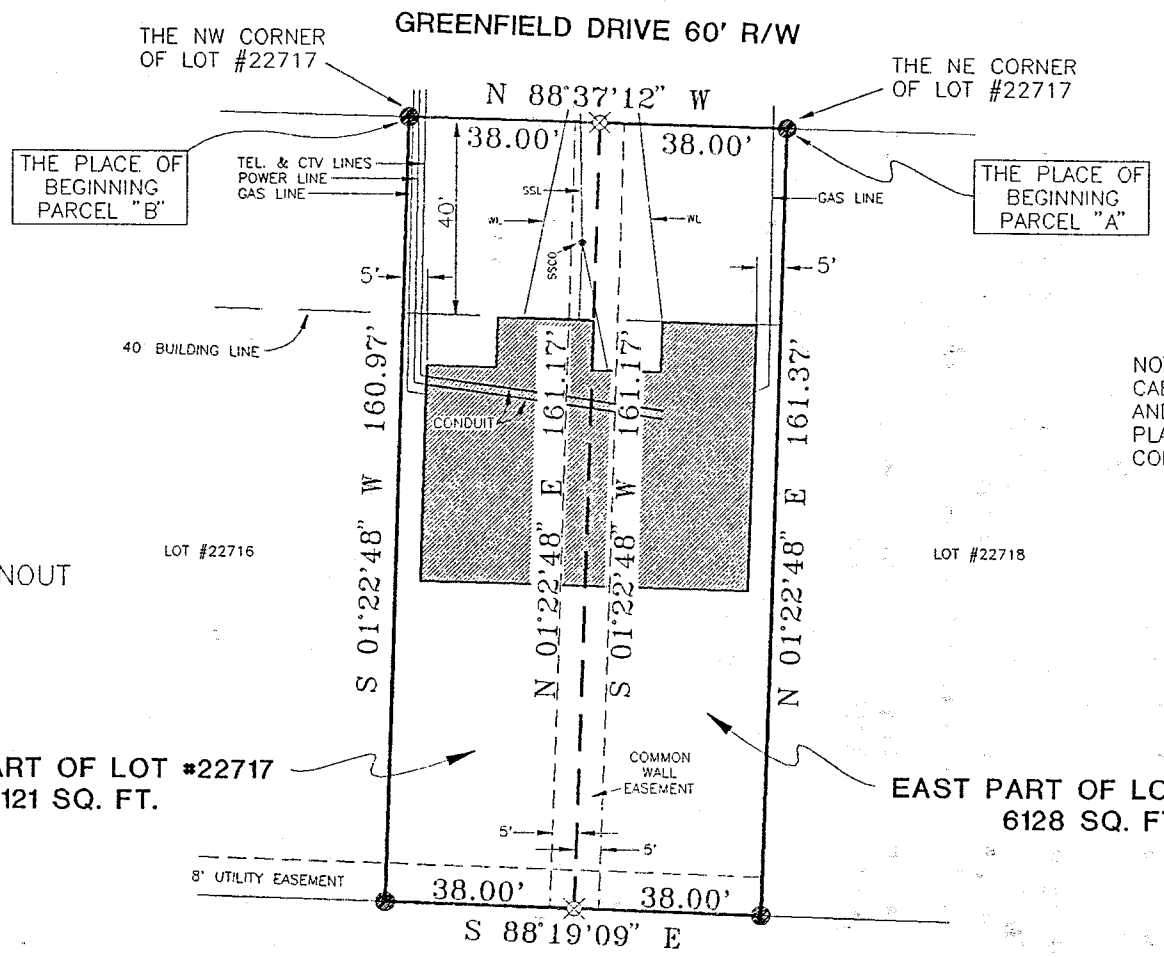 GREENFIELD DRIVE 60' R/W
THE NW CORNER
OF LOT #22717
THE NE CORNER
OF LOT #22717
N 88°37'12" W
38.00'
38.00'
THE PLACE OF
BEGINNING
PARCEL "B"
TEL. & CTV LINES
POWER LINE
GAS LINE
40'
SSL
WL
WL
SSCO
GAS LINE
THE PLACE OF
BEGINNING
PARCEL "A"
5'
5'
40 BUILDING LINE
S 01°22'48" W 160.97'
N 01°22'48" E 161.17'
S 01°22'48" W 161.17'
N 01°22'48" E 161.37'
CONDUIT
NO
CA
AND
PLA
CO
LOT #22716
LOT #22718
NOUT
COMMON
WALL
EASEMENT
ART OF LOT #22717
121 SQ. FT.
EAST PART OF LO
6128 SQ. F
5'
5'
8' UTILITY EASEMENT
38.00'
38.00'
S 88°19'09" E